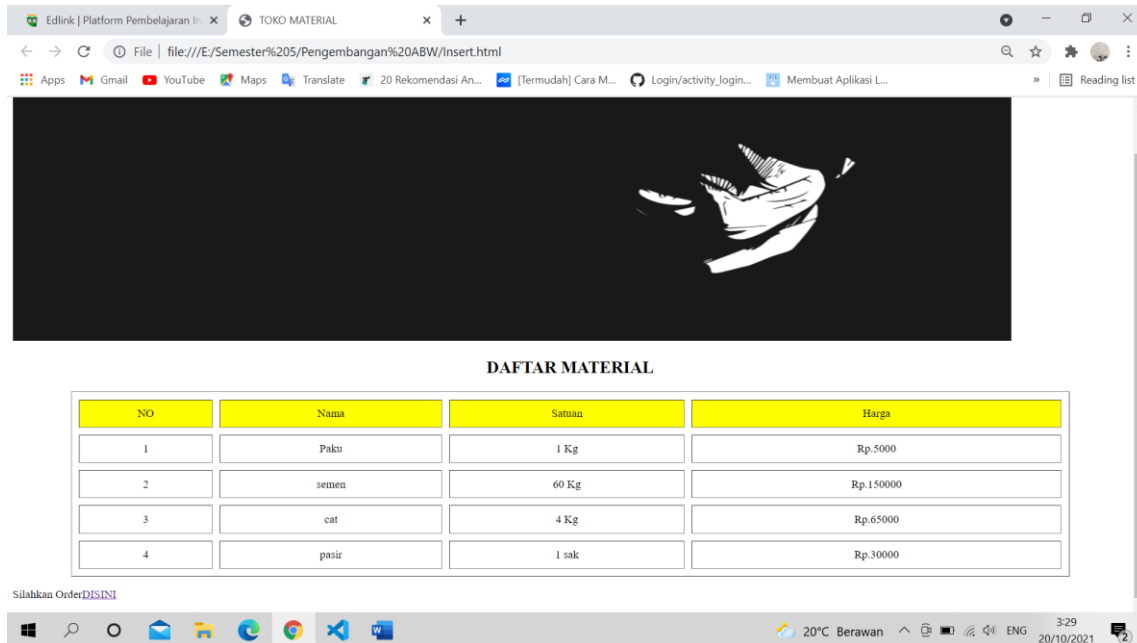 Edlink | Platform Pembelajaran In
TOKO MATERIAL
File | file:///E:/Semester%205/Pengembangan%20ABW/Insert.html
Apps Gmail YouTube Maps Translate 20 Rekomendasi An... [Termudah] Cara M... Login/activity_login... Membuat Aplikasi L... » Reading list
DAFTAR MATERIAL
NO Nama Satuan Harga
1 Paku 1 Kg Rp.5000
2 semen 60 Kg Rp.150000
3 cat 4 Kg Rp.65000
4 pasir 1 sak Rp.30000
Silahkan OrderDISINI
20°C Berawan ENG 3:29
20/10/2021 2